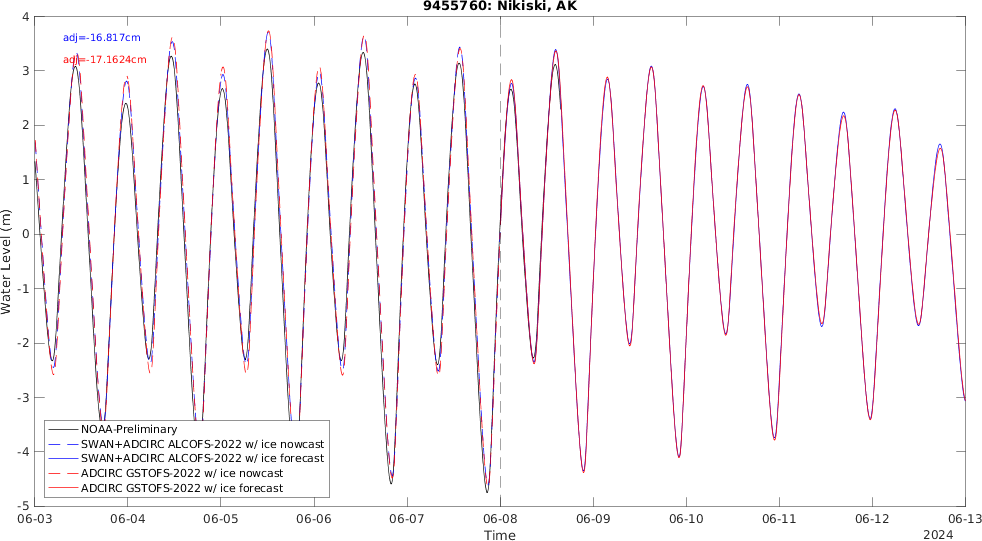 9455760: Nikiski, AK
adj=-16.817cm
adj=-17.1624cm
Water Level (m)
4
3
2
1
0
-1
-2
-3
-4
-5
NOAA-Preliminary
SWAN+ADCIRC ALCOFS-2022 w/ ice nowcast
SWAN+ADCIRC ALCOFS-2022 w/ ice forecast
ADCIRC GSTOFS-2022 w/ ice nowcast
ADCIRC GSTOFS-2022 w/ ice forecast
06-03 06-04 06-05 06-06 06-07 06-08 06-09 06-10 06-11 06-12 06-13
Time
2024